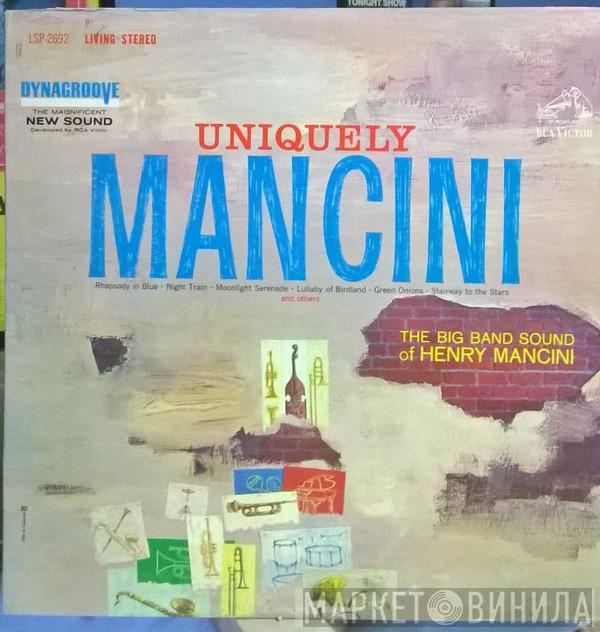 TONIGHT SHOW
LSP-2692 LIVING STEREO
DYNAGROOVE
THE MAGNIFICENT
NEW SOUND
Developed by RCA Victor
RCA VICTOR
UNIQUELY
MANCINI
Rhapsody in Blue • Night Train • Moonlight Serenade • Lullaby of Birdland • Green Onions • Stairway to the Stars
and others
THE BIG BAND SOUND
of HENRY MANCINI
МАРКЕТ ВИНИЛА